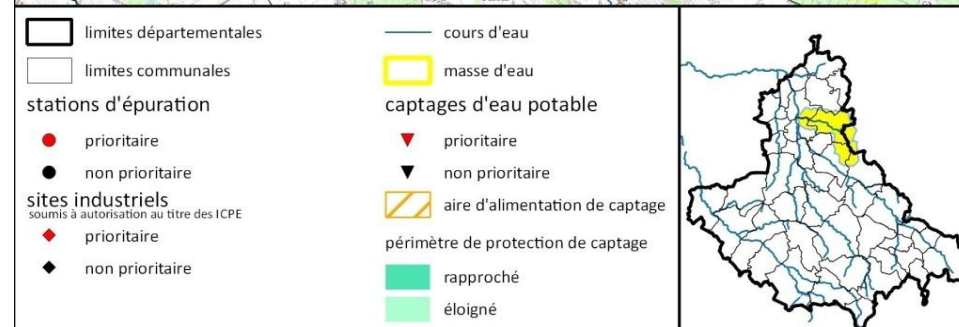 limites départementales
limites communales
stations d'épuration
prioritaire
non prioritaire
sites industriels
soumis à autorisation au titre des ICPE
prioritaire
non prioritaire
cours d'eau
masse d'eau
captages d'eau potable
prioritaire
non prioritaire
aire d'alimentation de captage
périmètre de protection de captage
rapproché
éloigné